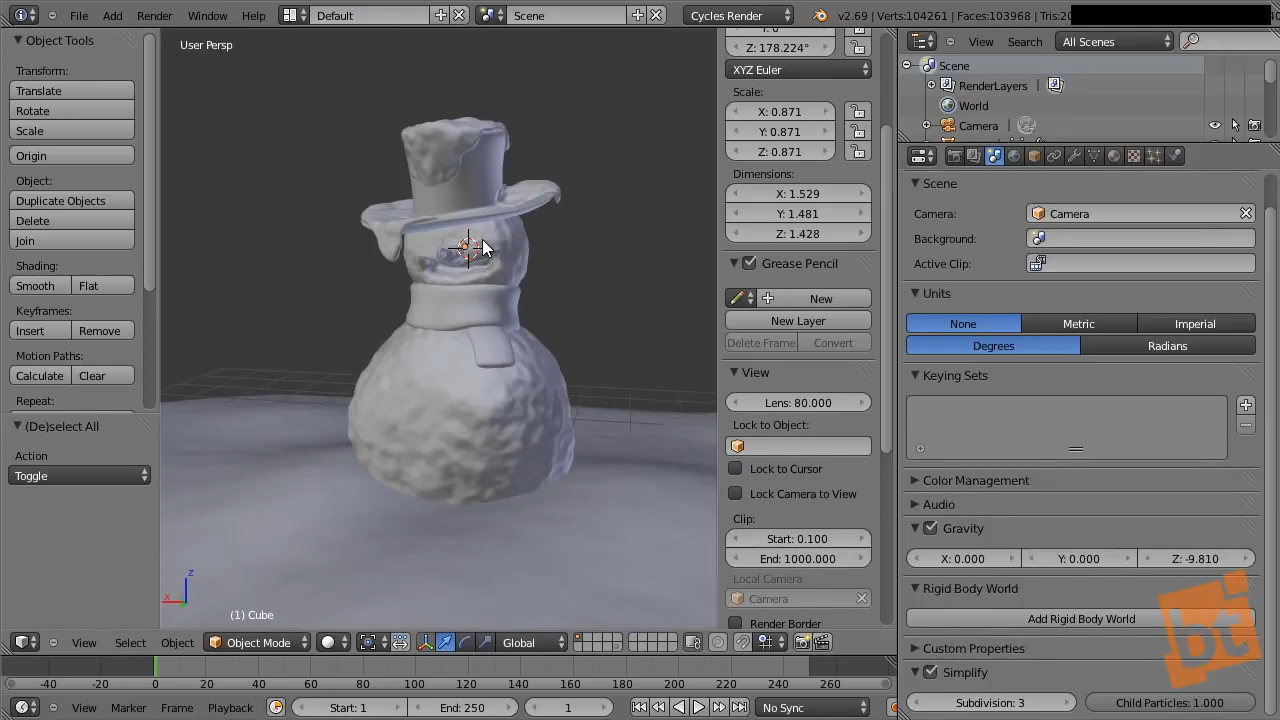 File Add Render Window Help Default Scene Cycles Render v2.69 | Verts:104261 | Faces:103968 | Tris:20
Object Tools
Transform:
Translate
Rotate
Scale
Origin
Object:
Duplicate Objects
Delete
Join
Shading:
Smooth Flat
Keyframes:
Insert Remove
Motion Paths:
Calculate Clear
Repeat:
(De)select All
Action
Toggle
User Persp
(1) Cube
z
x
Z: 178.224°
XYZ Euler
Scale:
X: 0.871
Y: 0.871
Z: 0.871
Dimensions:
X: 1.529
Y: 1.481
Z: 1.428
Grease Pencil
New
New Layer
Delete Frame Convert
View
Lens: 80.000
Lock to Object:
Lock to Cursor
Lock Camera to View
Clip:
Start: 0.100
End: 1000.000
Local Camera:
Camera
Render Border
View Search All Scenes
Scene
RenderLayers |
World
Camera
Scene
Camera: Camera
Background:
Active Clip:
Units
None Metric Imperial
Degrees Radians
Keying Sets
Color Management
Audio
Gravity
X: 0.000 Y: 0.000 Z: -9.810
Rigid Body World
Add Rigid Body World
Custom Properties
Simplify
Subdivision: 3 Child Particles: 1.000
bt
View Select Object Object Mode Global
-40 -20 0 20 40 60 80 100 120 140 160 180 200 220 240 260
View Marker Frame Playback Start: 1 End: 250 1 No Sync